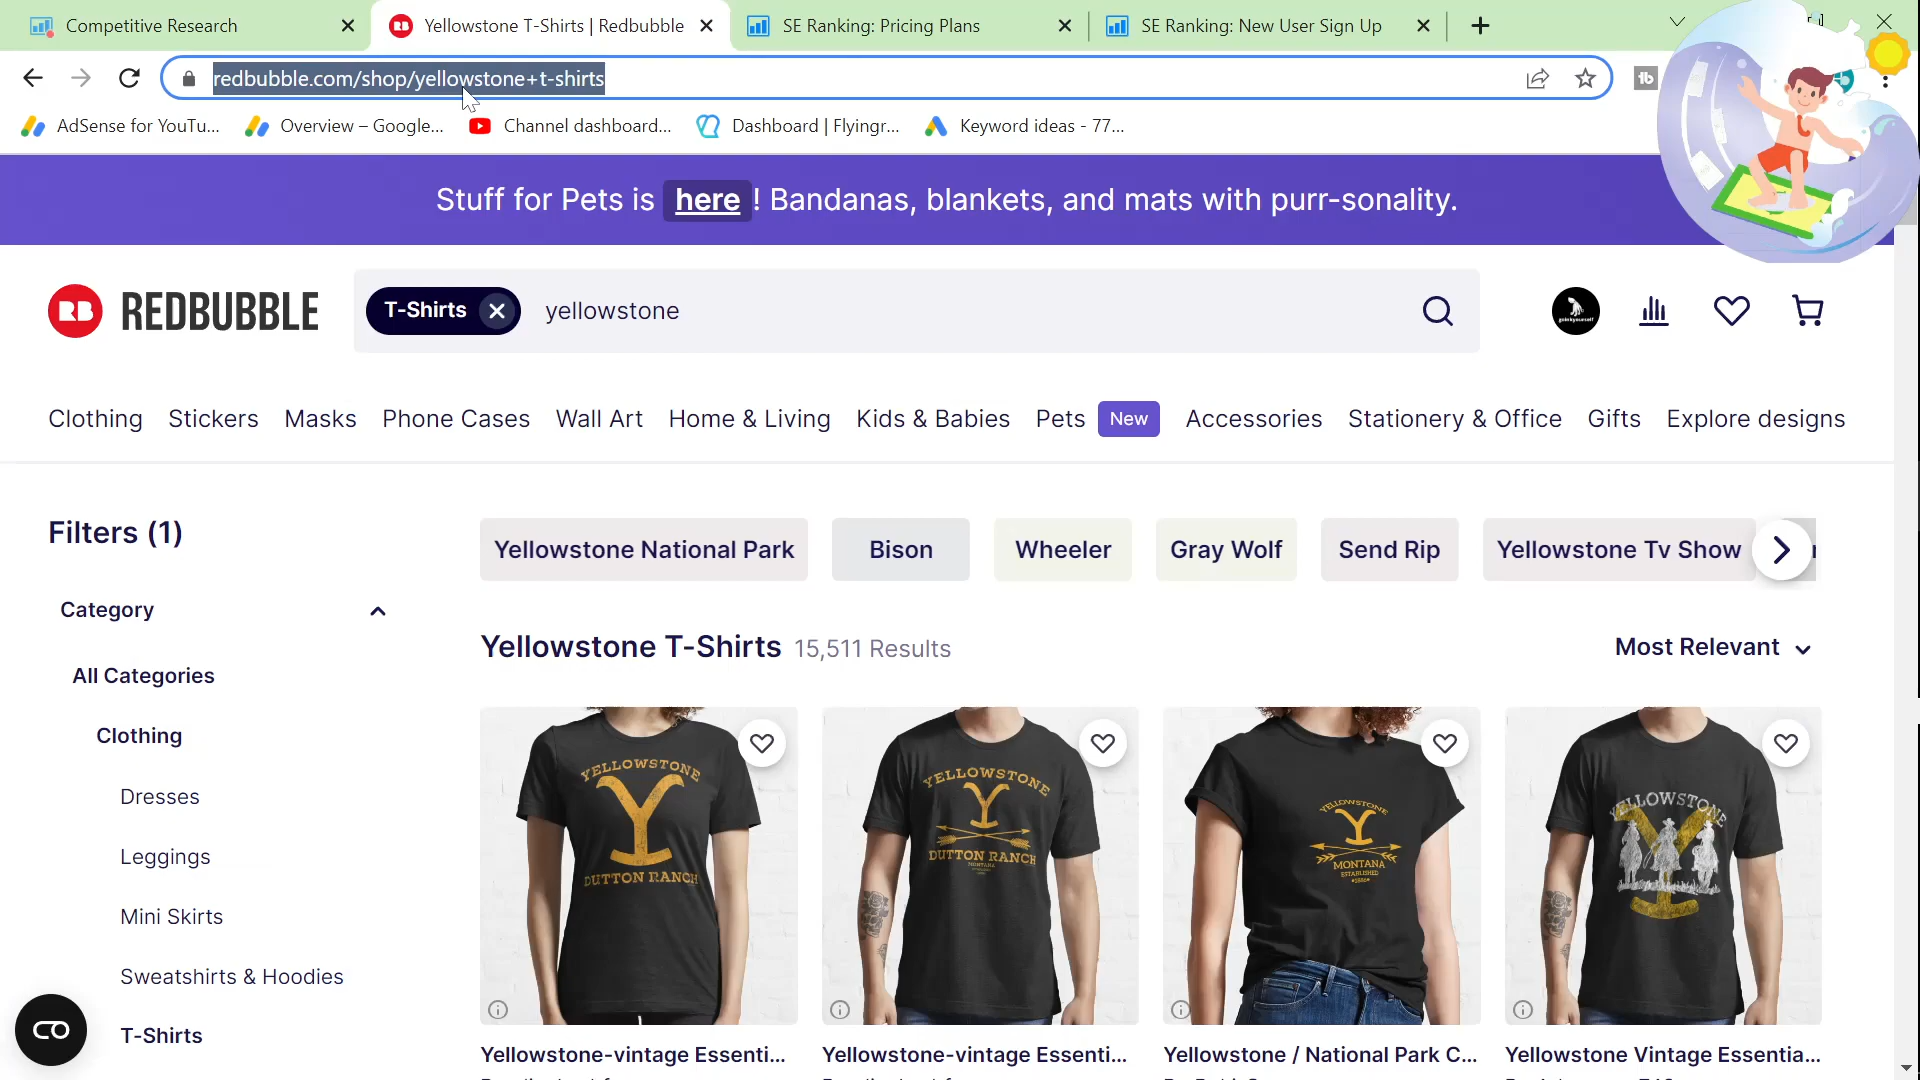 Competitive Research
Yellowstone T-Shirts | Redbubble
SE Ranking: Pricing Plans
SE Ranking: New User Sign Up
redbubble.com/shop/yellowstone+t-shirts
tb
AdSense for YouTu...
Overview – Google...
Channel dashboard...
Dashboard | Flyingr...
Keyword ideas - 77...
Stuff for Pets is here ! Bandanas, blankets, and mats with purr-sonality.
RB REDBUBBLE
T-Shirts
yellowstone
Clothing
Stickers
Masks
Phone Cases
Wall Art
Home & Living
Kids & Babies
Pets
New
Accessories
Stationery & Office
Gifts
Explore designs
Filters (1)
Yellowstone National Park
Bison
Wheeler
Gray Wolf
Send Rip
Yellowstone Tv Show
Category
All Categories
Clothing
Dresses
Leggings
Mini Skirts
Sweatshirts & Hoodies
T-Shirts
Yellowstone T-Shirts 15,511 Results
Most Relevant
YELLOWSTONE
Y
DUTTON RANCH
YELLOWSTONE
Y
DUTTON RANCH
MONTANA
YELLOWSTONE
Y
MONTANA
ESTABLISHED
YELLOWSTONE
Y
Yellowstone-vintage Essenti...
Yellowstone-vintage Essenti...
Yellowstone / National Park C...
Yellowstone Vintage Essentia...